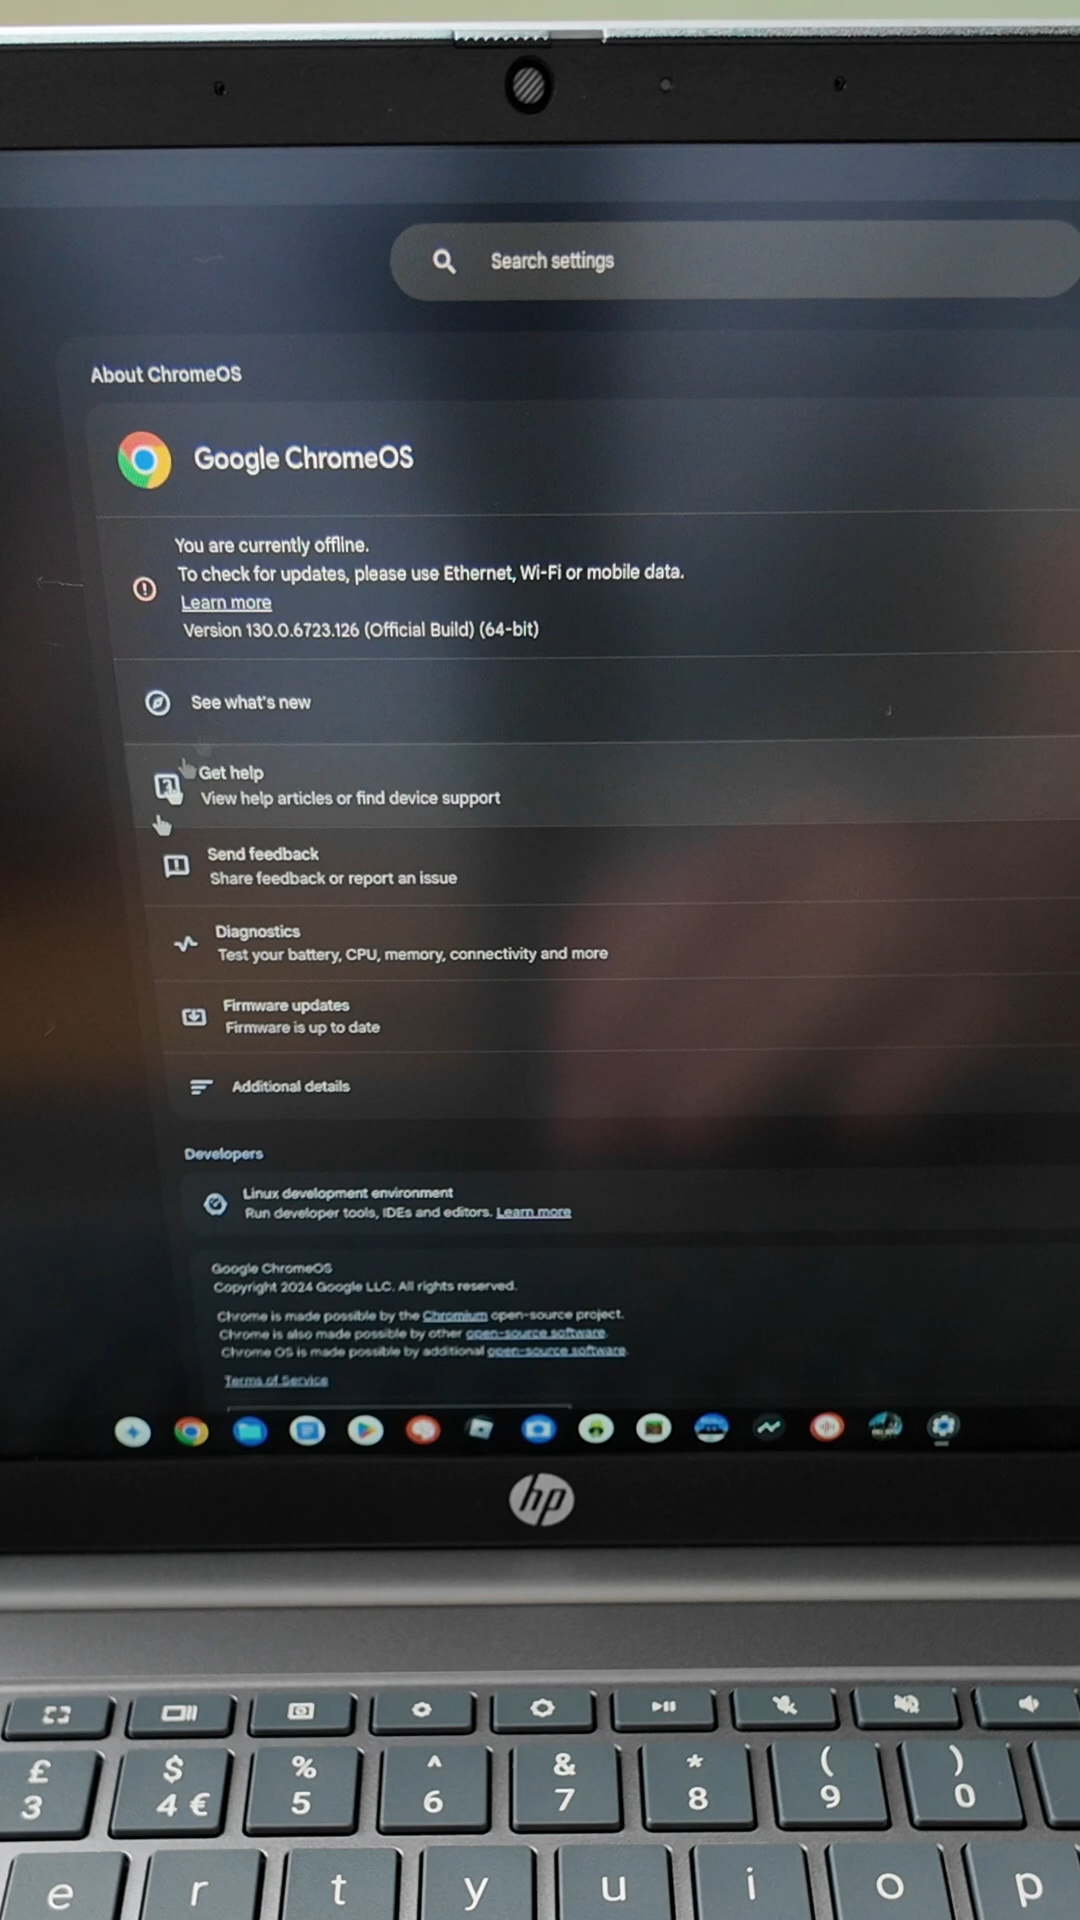 Search settings
About ChromeOS
Google ChromeOS
You are currently offline.
To check for updates, please use Ethernet, Wi-Fi or mobile data.
Learn more
Version 130.0.6723.126 (Official Build) (64-bit)
See what's new
Get help
View help articles or find device support
Send feedback
Share feedback or report an issue
Diagnostics
Test your battery, CPU, memory, connectivity and more
Firmware updates
Firmware is up to date
Additional details
Developers
Linux development environment
Run developer tools, IDEs and editors. Learn more
Google ChromeOS
Copyright 2024 Google LLC. All rights reserved.
Chrome is made possible by the Chromium open-source project.
Chrome is also made possible by other open-source software.
Chrome OS is made possible by additional open-source software.
Terms of Service
hp
£ $ % ^ & * ( )
3 4 € 5 6 7 8 9 0
e r t y u i o p